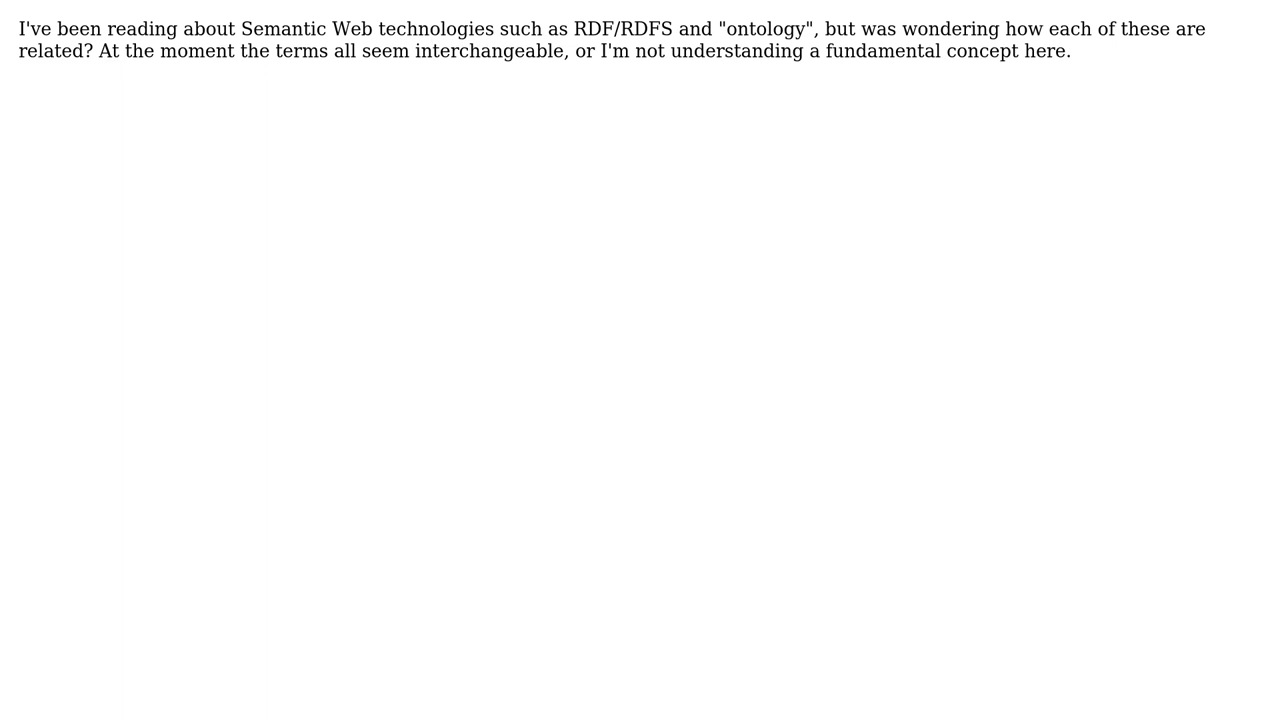 I've been reading about Semantic Web technologies such as RDF/RDFS and "ontology", but was wondering how each of these are
related? At the moment the terms all seem interchangeable, or I'm not understanding a fundamental concept here.